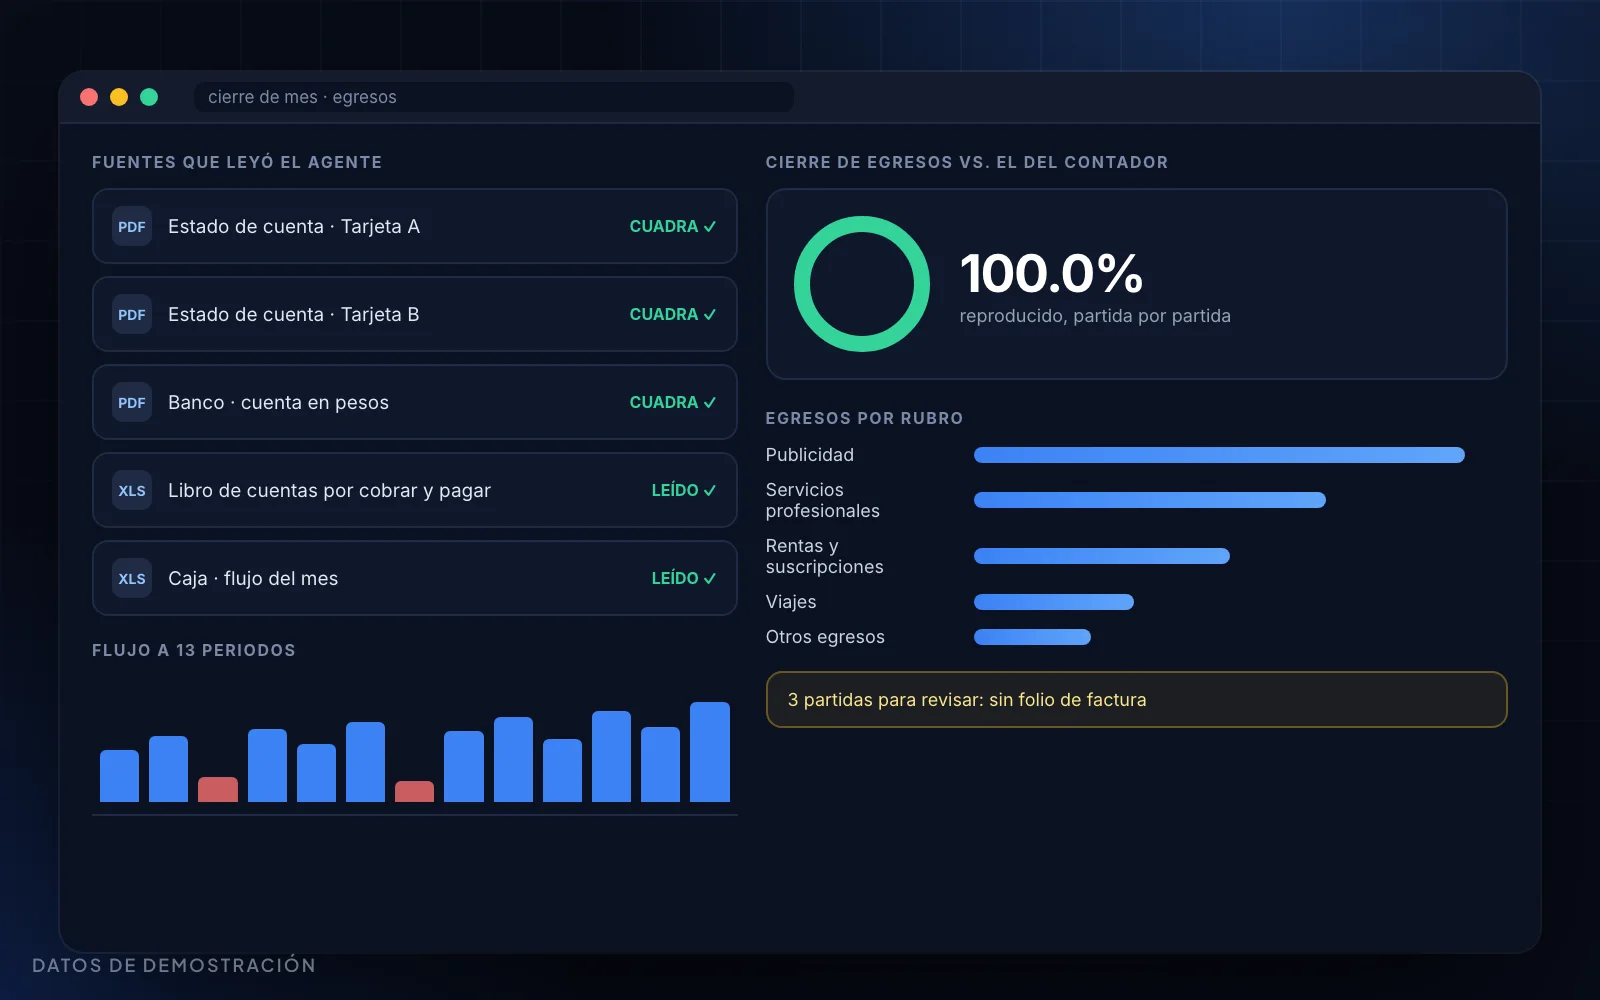 cierre de mes · egresos
FUENTES QUE LEYÓ EL AGENTE
PDF Estado de cuenta · Tarjeta A CUADRA ✓
PDF Estado de cuenta · Tarjeta B CUADRA ✓
PDF Banco · cuenta en pesos CUADRA ✓
XLS Libro de cuentas por cobrar y pagar LEÍDO ✓
XLS Caja · flujo del mes LEÍDO ✓
FLUJO A 13 PERIODOS
CIERRE DE EGRESOS VS. EL DEL CONTADOR
100.0%
reproducido, partida por partida
EGRESOS POR RUBRO
Publicidad
Servicios
profesionales
Rentas y
suscripciones
Viajes
Otros egresos
3 partidas para revisar: sin folio de factura
DATOS DE DEMOSTRACIÓN